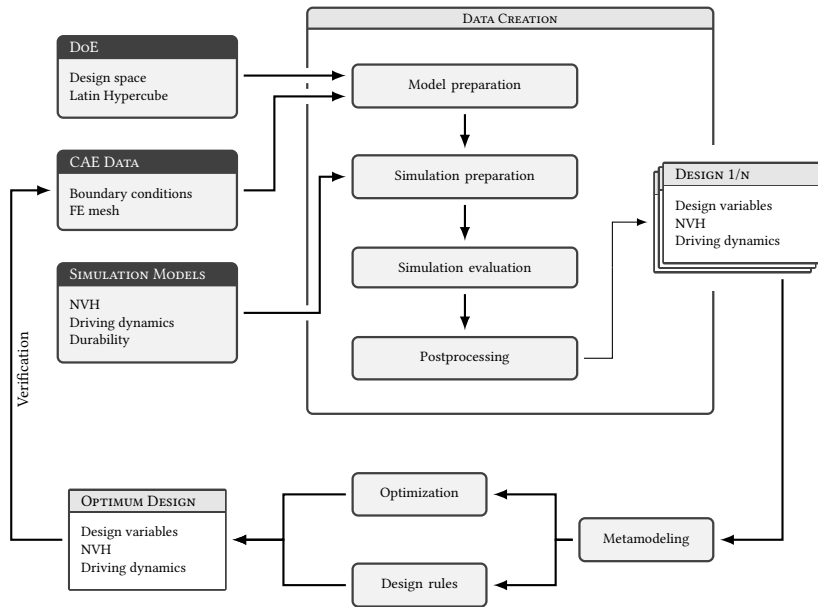 DATA CREATION
DOE
Design space
Latin Hypercube
Model preparation
CAE DATA
Boundary conditions
FE mesh
Simulation preparation
DESIGN 1/N
Design variables
NVH
Driving dynamics
SIMULATION MODELS
NVH
Driving dynamics
Durability
Simulation evaluation
Postprocessing
Verification
OPTIMUM DESIGN
Design variables
NVH
Driving dynamics
Optimization
Metamodeling
Design rules